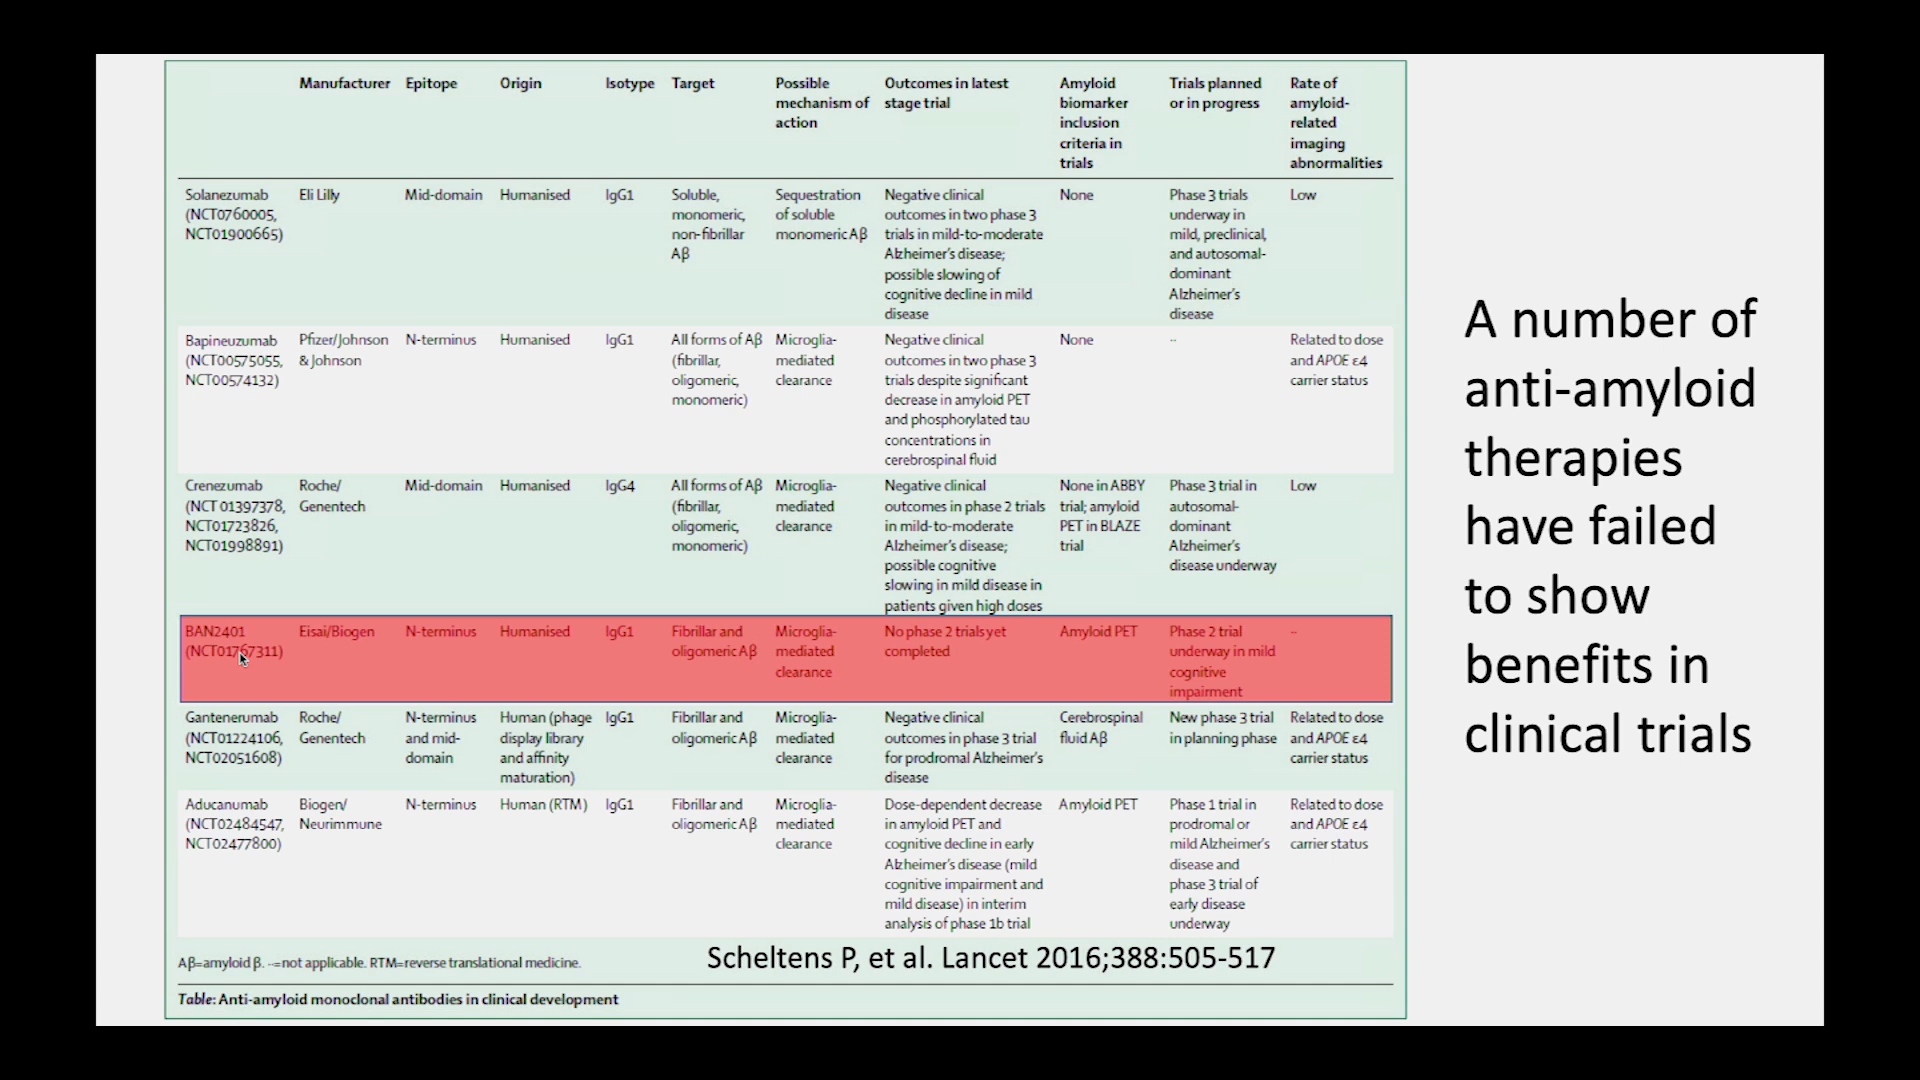 Manufacturer Epitope Origin Isotype Target Possible mechanism of action Outcomes in latest stage trial Amyloid biomarker inclusion criteria in trials Trials planned or in progress Rate of amyloid-related imaging abnormalities
Solanezumab (NCT0760005, NCT01900665) Eli Lilly Mid-domain Humanised IgG1 Soluble, monomeric, non-fibrillar Aβ Sequestration of soluble monomeric Aβ Negative clinical outcomes in two phase 3 trials in mild-to-moderate Alzheimer's disease; possible slowing of cognitive decline in mild disease None Phase 3 trials underway in mild, preclinical, and autosomal-dominant Alzheimer's disease Low
Bapineuzumab (NCT00575055, NCT00574132) Pfizer/Johnson & Johnson N-terminus Humanised IgG1 All forms of Aβ (fibrillar, oligomeric, monomeric) Microglia-mediated clearance Negative clinical outcomes in two phase 3 trials despite significant decrease in amyloid PET and phosphorylated tau concentrations in cerebrospinal fluid None ·· Related to dose and APOE ε4 carrier status
Crenezumab (NCT 01397378, NCT01723826, NCT01998891) Roche/Genentech Mid-domain Humanised IgG4 All forms of Aβ (fibrillar, oligomeric, monomeric) Microglia-mediated clearance Negative clinical outcomes in phase 2 trials in mild-to-moderate Alzheimer's disease; possible cognitive slowing in mild disease in patients given high doses None in ABBY trial; amyloid PET in BLAZE trial Phase 3 trial in autosomal-dominant Alzheimer's disease underway Low
BAN2401 (NCT01767311) Eisai/Biogen N-terminus Humanised IgG1 Fibrillar and oligomeric Aβ Microglia-mediated clearance No phase 2 trials yet completed Amyloid PET Phase 2 trial underway in mild cognitive impairment ··
Gantenerumab (NCT01224106, NCT02051608) Roche/Genentech N-terminus and mid-domain Human (phage display library and affinity maturation) IgG1 Fibrillar and oligomeric Aβ Microglia-mediated clearance Negative clinical outcomes in phase 3 trial for prodromal Alzheimer's disease Cerebrospinal fluid Aβ New phase 3 trial in planning phase Related to dose and APOE ε4 carrier status
Aducanumab (NCT02484547, NCT02477800) Biogen/Neurimmune N-terminus Human (RTM) IgG1 Fibrillar and oligomeric Aβ Microglia-mediated clearance Dose-dependent decrease in amyloid PET and cognitive decline in early Alzheimer's disease (mild cognitive impairment and mild disease) in interim analysis of phase 1b trial Amyloid PET Phase 1 trial in prodromal or mild Alzheimer's disease and phase 3 trial of early disease underway Related to dose and APOE ε4 carrier status
Aβ=amyloid β. ··=not applicable. RTM=reverse translational medicine.
Scheltens P, et al. Lancet 2016;388:505-517
Table: Anti-amyloid monoclonal antibodies in clinical development
A number of
anti-amyloid
therapies
have failed
to show
benefits in
clinical trials